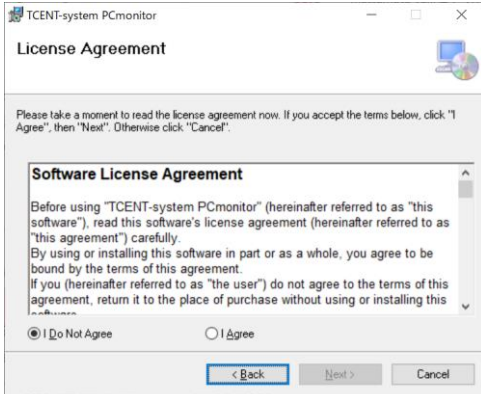 TCENT-system PCmonitor
License Agreement
Please take a moment to read the license agreement now. If you accept the terms below, click "I
Agree", then "Next". Otherwise click "Cancel".
Software License Agreement
Before using "TCENT-system PCmonitor" (hereinafter referred to as "this
software"), read this software's license agreement (hereinafter referred to as
"this agreement") carefully.
By using or installing this software in part or as a whole, you agree to be
bound by the terms of this agreement.
If you (hereinafter referred to as "the user") do not agree to the terms of this
agreement, return it to the place of purchase without using or installing this
I Do Not Agree
I Agree
< Back
Next >
Cancel